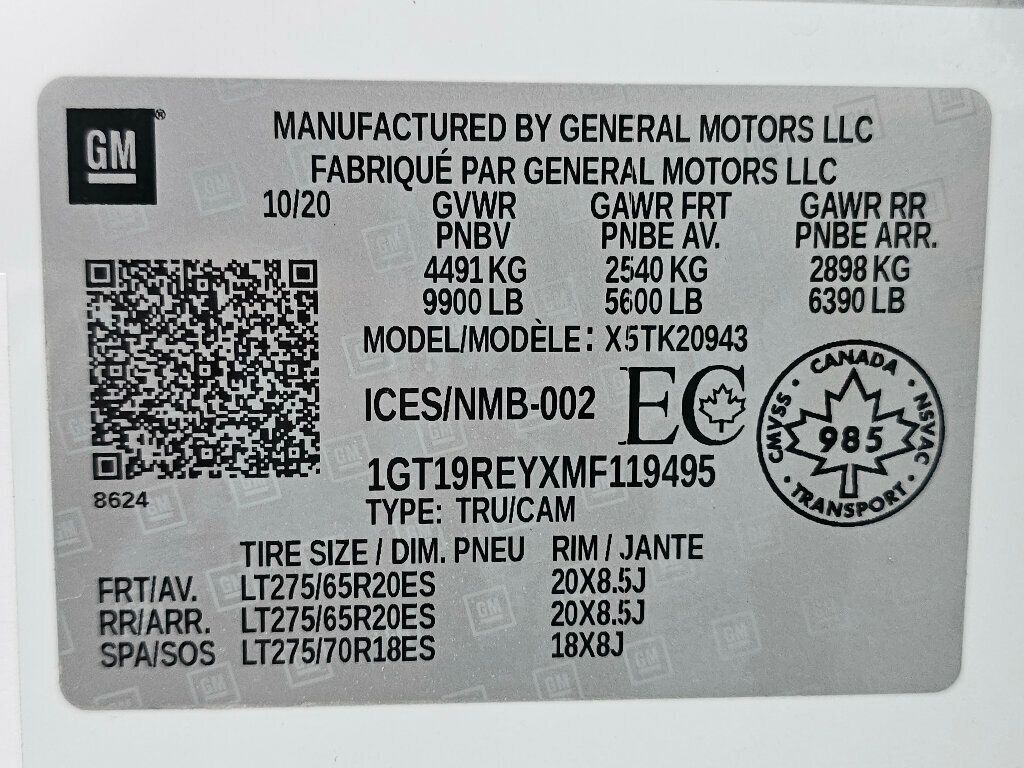 GM®
MANUFACTURED BY GENERAL MOTORS LLC
FABRIQUÉ PAR GENERAL MOTORS LLC
10/20 GVWR GAWR FRT GAWR RR
PNBV PNBE AV. PNBE ARR.
4491 KG 2540 KG 2898 KG
9900 LB 5600 LB 6390 LB
MODEL/MODÈLE: X5TK20943
ICES/NMB-002 EC
CANADA
CMVSS 985 NSVAC
TRANSPORT
1GT19REYXMF119495
8624
TYPE: TRU/CAM
TIRE SIZE / DIM. PNEU RIM / JANTE
FRT/AV. LT275/65R20ES 20X8.5J
RR/ARR. LT275/65R20ES 20X8.5J
SPA/SOS LT275/70R18ES 18X8J